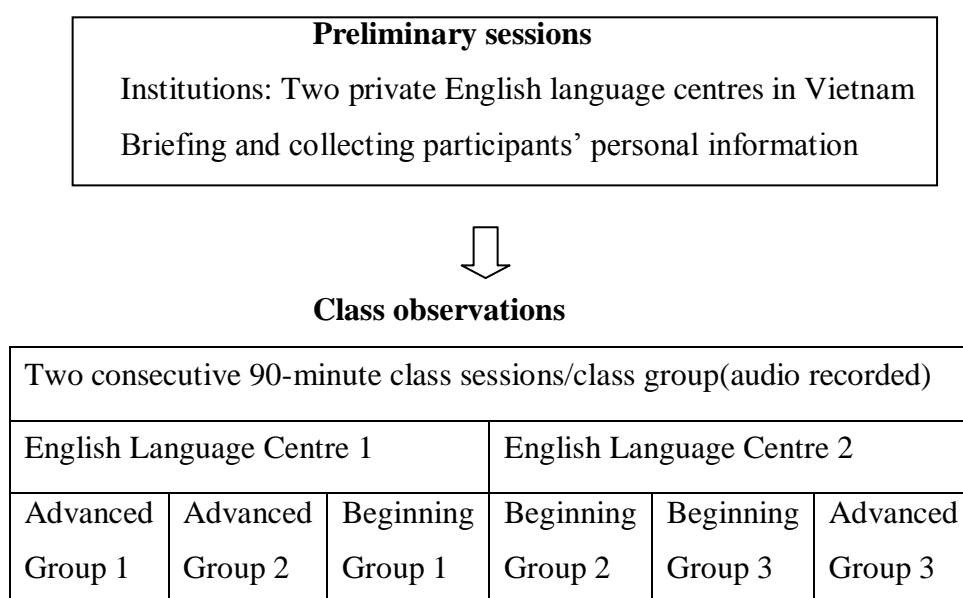 Preliminary sessions
Institutions: Two private English language centres in Vietnam
Briefing and collecting participants’ personal information
Class observations
Two consecutive 90-minute class sessions/class group(audio recorded)
English Language Centre 1
English Language Centre 2
Advanced Group 1
Advanced Group 2
Beginning Group 1
Beginning Group 2
Beginning Group 3
Advanced Group 3